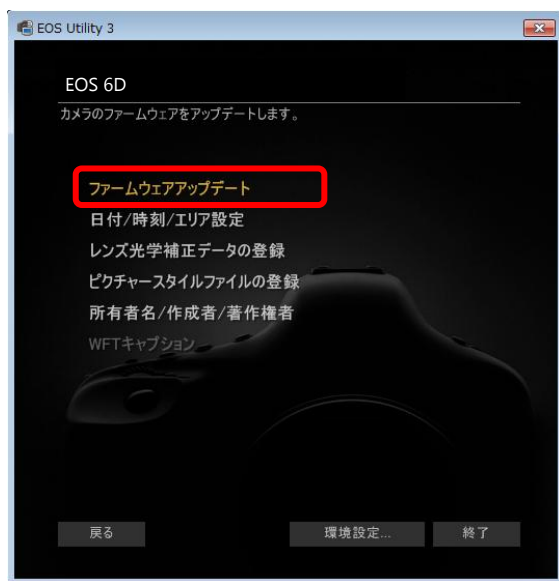 EOS Utility 3
EOS 6D
カメラのファームウェアをアップデートします。
ファームウェアアップデート
日付/時刻/エリア設定
レンズ光学補正データの登録
ピクチャースタイルファイルの登録
所有者名/作成者/著作権者
WFTキャプション
戻る
環境設定...
終了